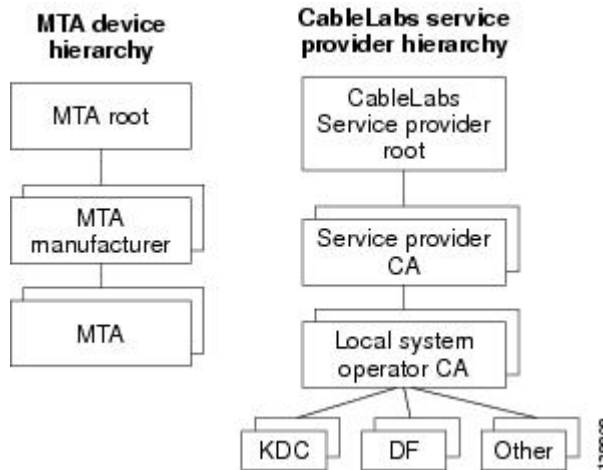 MTA device
hierarchy
MTA root
MTA
manufacturer
MTA
CableLabs service
provider hierarchy
CableLabs
Service provider
root
Service provider
CA
Local system
operator CA
KDC
DF
Other